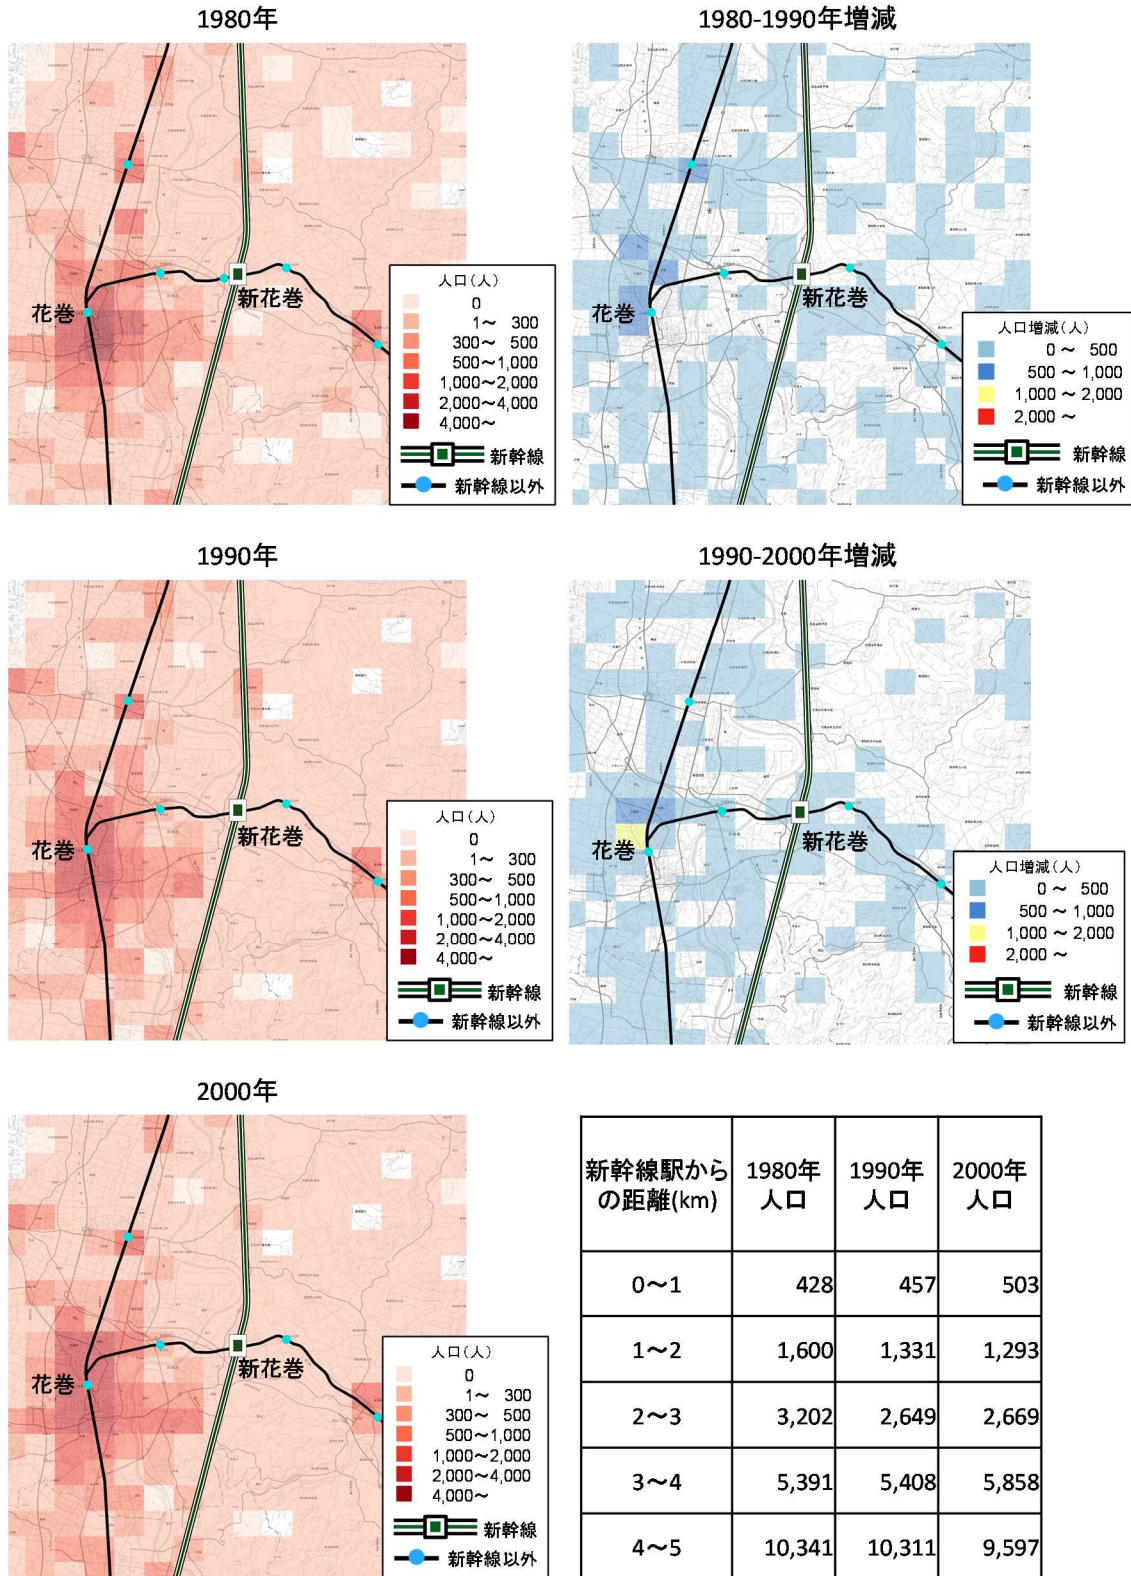 1980年
花巻
新花巻
人口(人)
0
1～ 300
300～ 500
500～1,000
1,000～2,000
2,000～4,000
4,000～
新幹線
新幹線以外
1980-1990年増減
花巻
新花巻
人口増減(人)
0 ～ 500
500 ～ 1,000
1,000 ～ 2,000
2,000 ～
新幹線
新幹線以外
1990年
花巻
新花巻
人口(人)
0
1～ 300
300～ 500
500～1,000
1,000～2,000
2,000～4,000
4,000～
新幹線
新幹線以外
1990-2000年増減
花巻
新花巻
人口増減(人)
0 ～ 500
500 ～ 1,000
1,000 ～ 2,000
2,000 ～
新幹線
新幹線以外
2000年
花巻
新花巻
人口(人)
0
1～ 300
300～ 500
500～1,000
1,000～2,000
2,000～4,000
4,000～
新幹線
新幹線以外
新幹線駅から 1980年 1990年 2000年
の距離(km) 人口 人口 人口
0～1 428 457 503
1～2 1,600 1,331 1,293
2～3 3,202 2,649 2,669
3～4 5,391 5,408 5,858
4～5 10,341 10,311 9,597